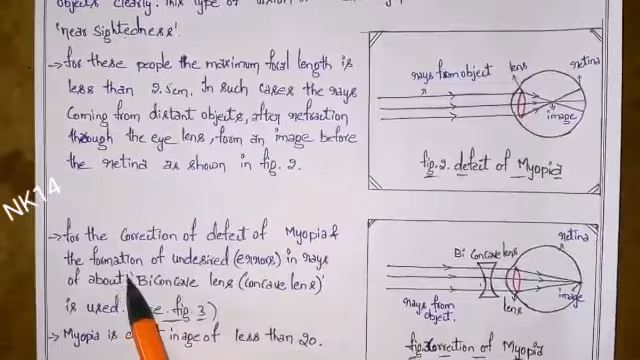 objects clearly. This type of vision is
'near sightedness'.
→ for these people the maximum focal length is
less than 2.5cm. In such cases the rays
Coming from distant objects, after refraction
through the eye lens, form an image before
the retina as shown in fig. 2.
→ for the Correction of defect of Myopia &
the formation of undesired (errors) in rays
of about 'BiConcave lens (Concave lens)'
is used. fig. 3)
→ Myopia is image of less than 20.
rays from object
lens
retina
image
fig. 2. defect of Myopia
Bi Concave lens
retina
rays from
object
lens
image
fig. correction of Myopia
NK14